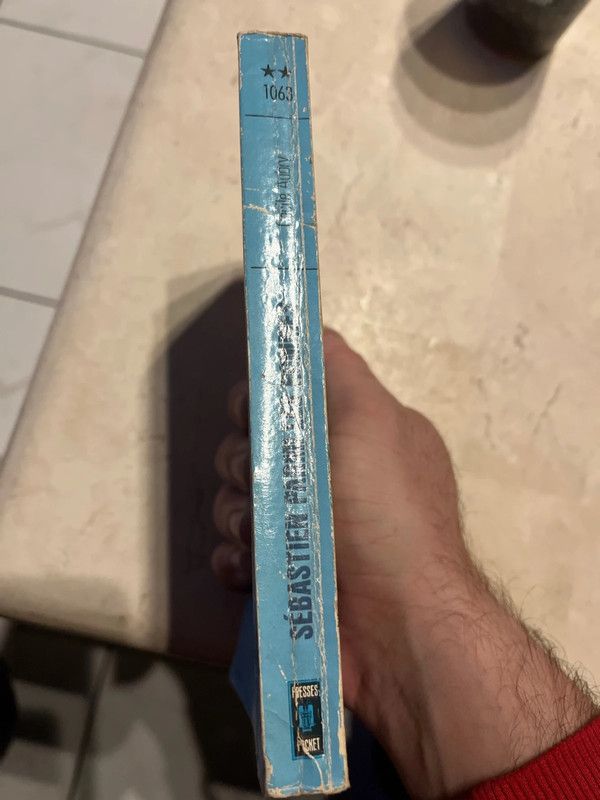 ★★
1063
Cécile Aubry
SÉBASTIEN PARMI LES HOMMES
PRESSES
POCKET